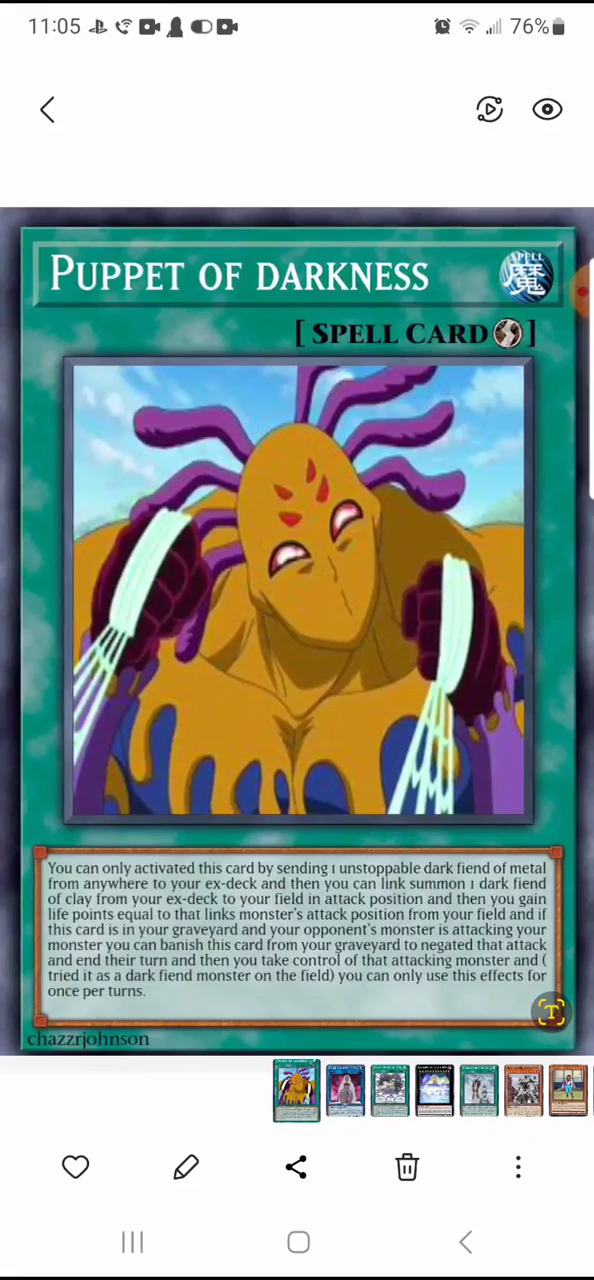 11:05
76%
PUPPET OF DARKNESS
SPELL
魔
[ SPELL CARD ]
You can only activated this card by sending 1 unstoppable dark fiend of metal
from anywhere to your ex-deck and then you can link summon 1 dark fiend
of clay from your ex-deck to your field in attack position and then you gain
life points equal to that links monster's attack position from your field and if
this card is in your graveyard and your opponent's monster is attacking your
monster you can banish this card from your graveyard to negated that attack
and end their turn and then you take control of that attacking monster and (
tried it as a dark fiend monster on the field) you can only use this effects for
once per turns.
T
chazzrjohnson